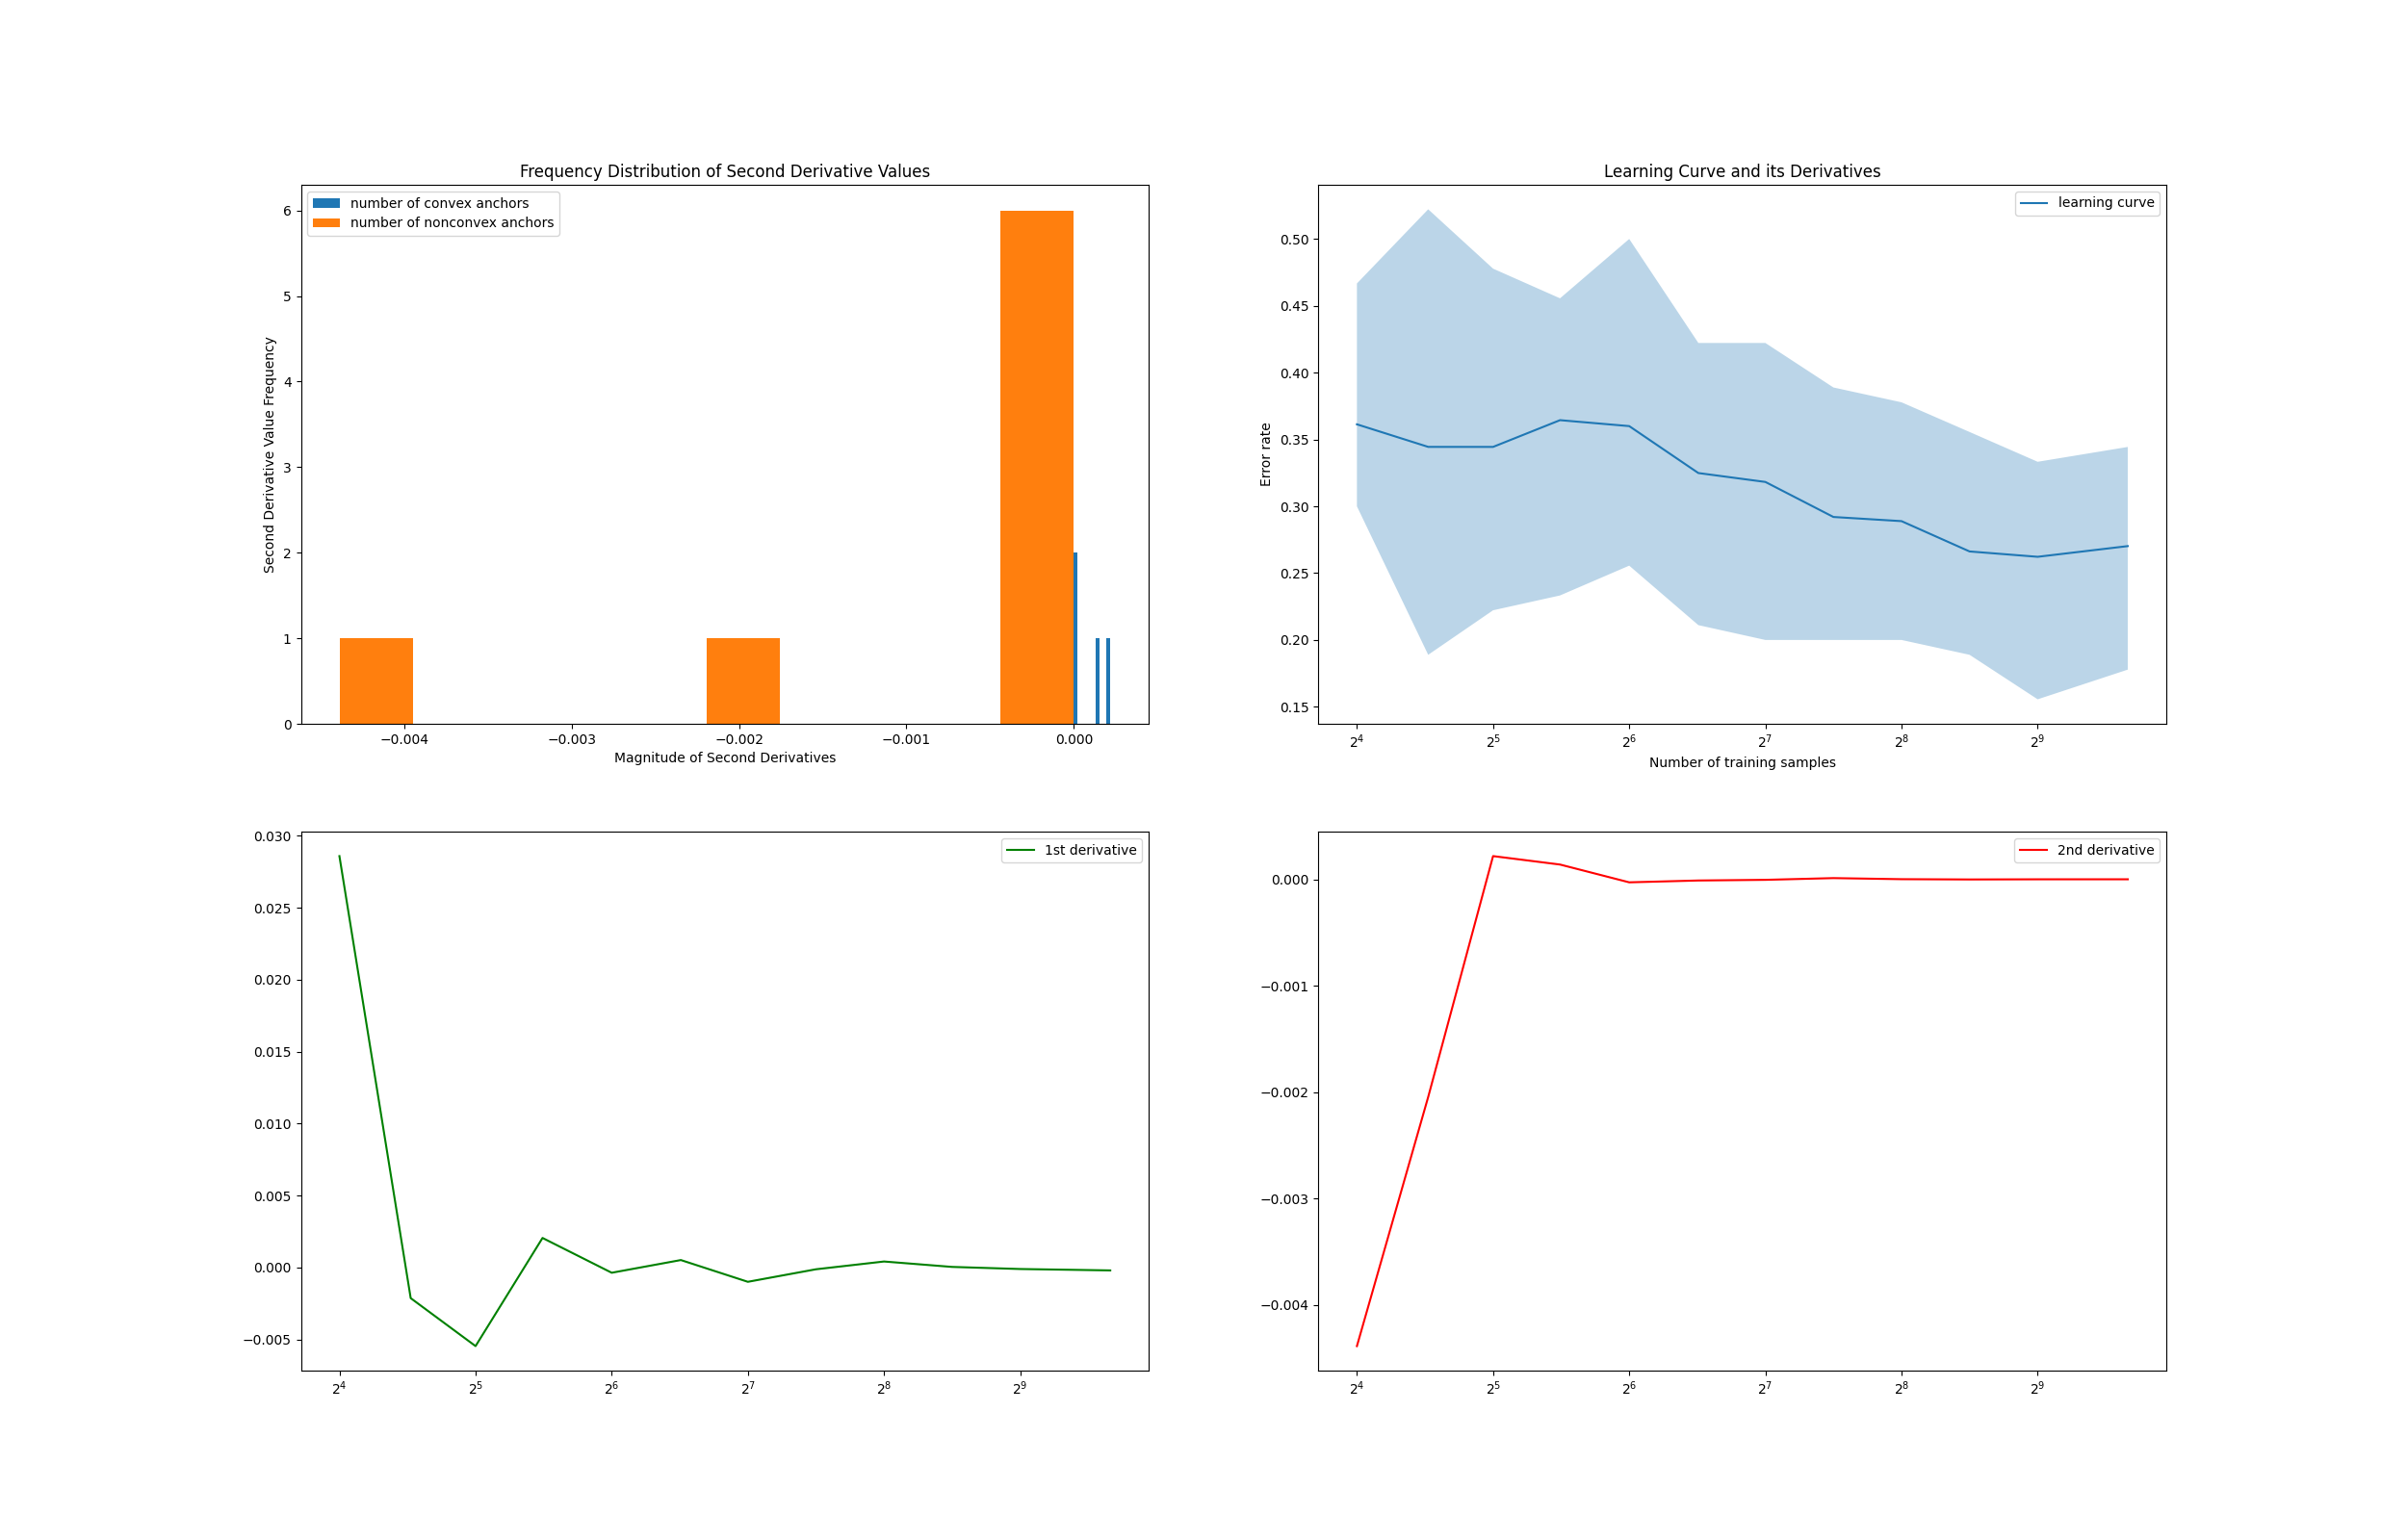 Frequency Distribution of Second Derivative Values
number of convex anchors
number of nonconvex anchors
Second Derivative Value Frequency
6
5
4
3
2
1
0
−0.004 −0.003 −0.002 −0.001 0.000
Magnitude of Second Derivatives
Learning Curve and its Derivatives
learning curve
Error rate
0.50
0.45
0.40
0.35
0.30
0.25
0.20
0.15
2⁴ 2⁵ 2⁶ 2⁷ 2⁸ 2⁹
Number of training samples
1st derivative
0.030
0.025
0.020
0.015
0.010
0.005
0.000
−0.005
2⁴ 2⁵ 2⁶ 2⁷ 2⁸ 2⁹
2nd derivative
0.000
−0.001
−0.002
−0.003
−0.004
2⁴ 2⁵ 2⁶ 2⁷ 2⁸ 2⁹